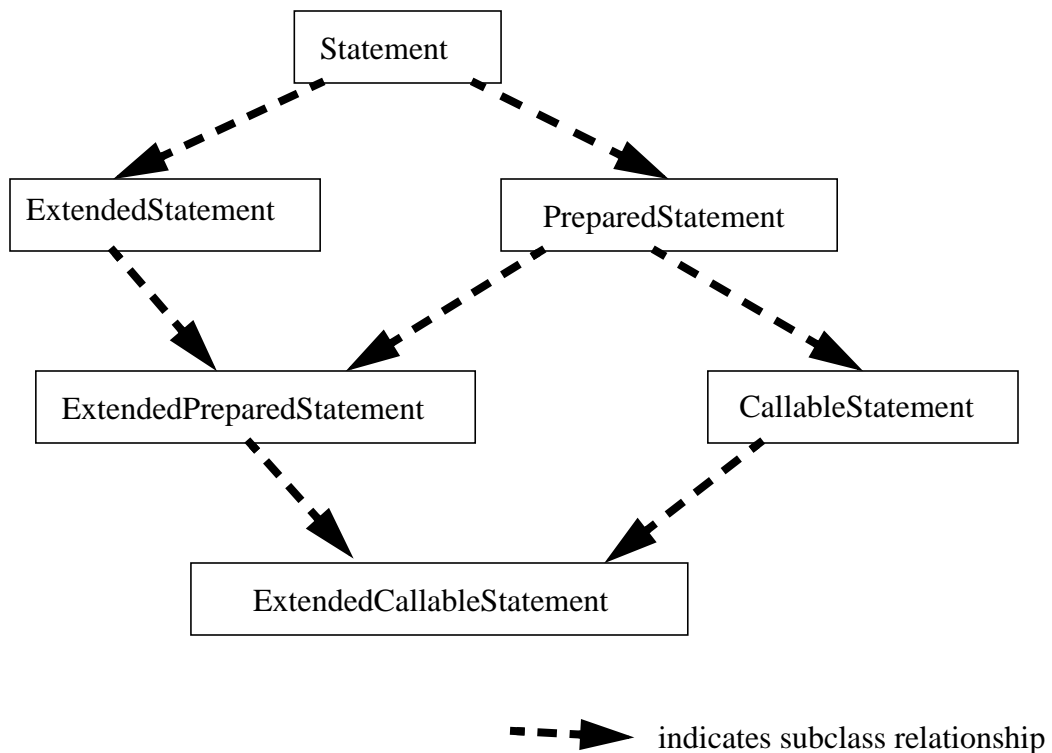 Statement
ExtendedStatement
PreparedStatement
ExtendedPreparedStatement
CallableStatement
ExtendedCallableStatement
indicates subclass relationship